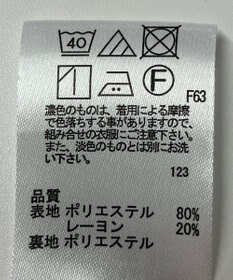 40
F
F63
濃色のものは、着用による摩擦
で色落ちする事がありますので、
組み合せの衣服にご注意下さい。
また、淡色のものとは別にお洗
い下さい。
123
品質
表地 ポリエステル 80%
レーヨン 20%
裏地 ポリエステル